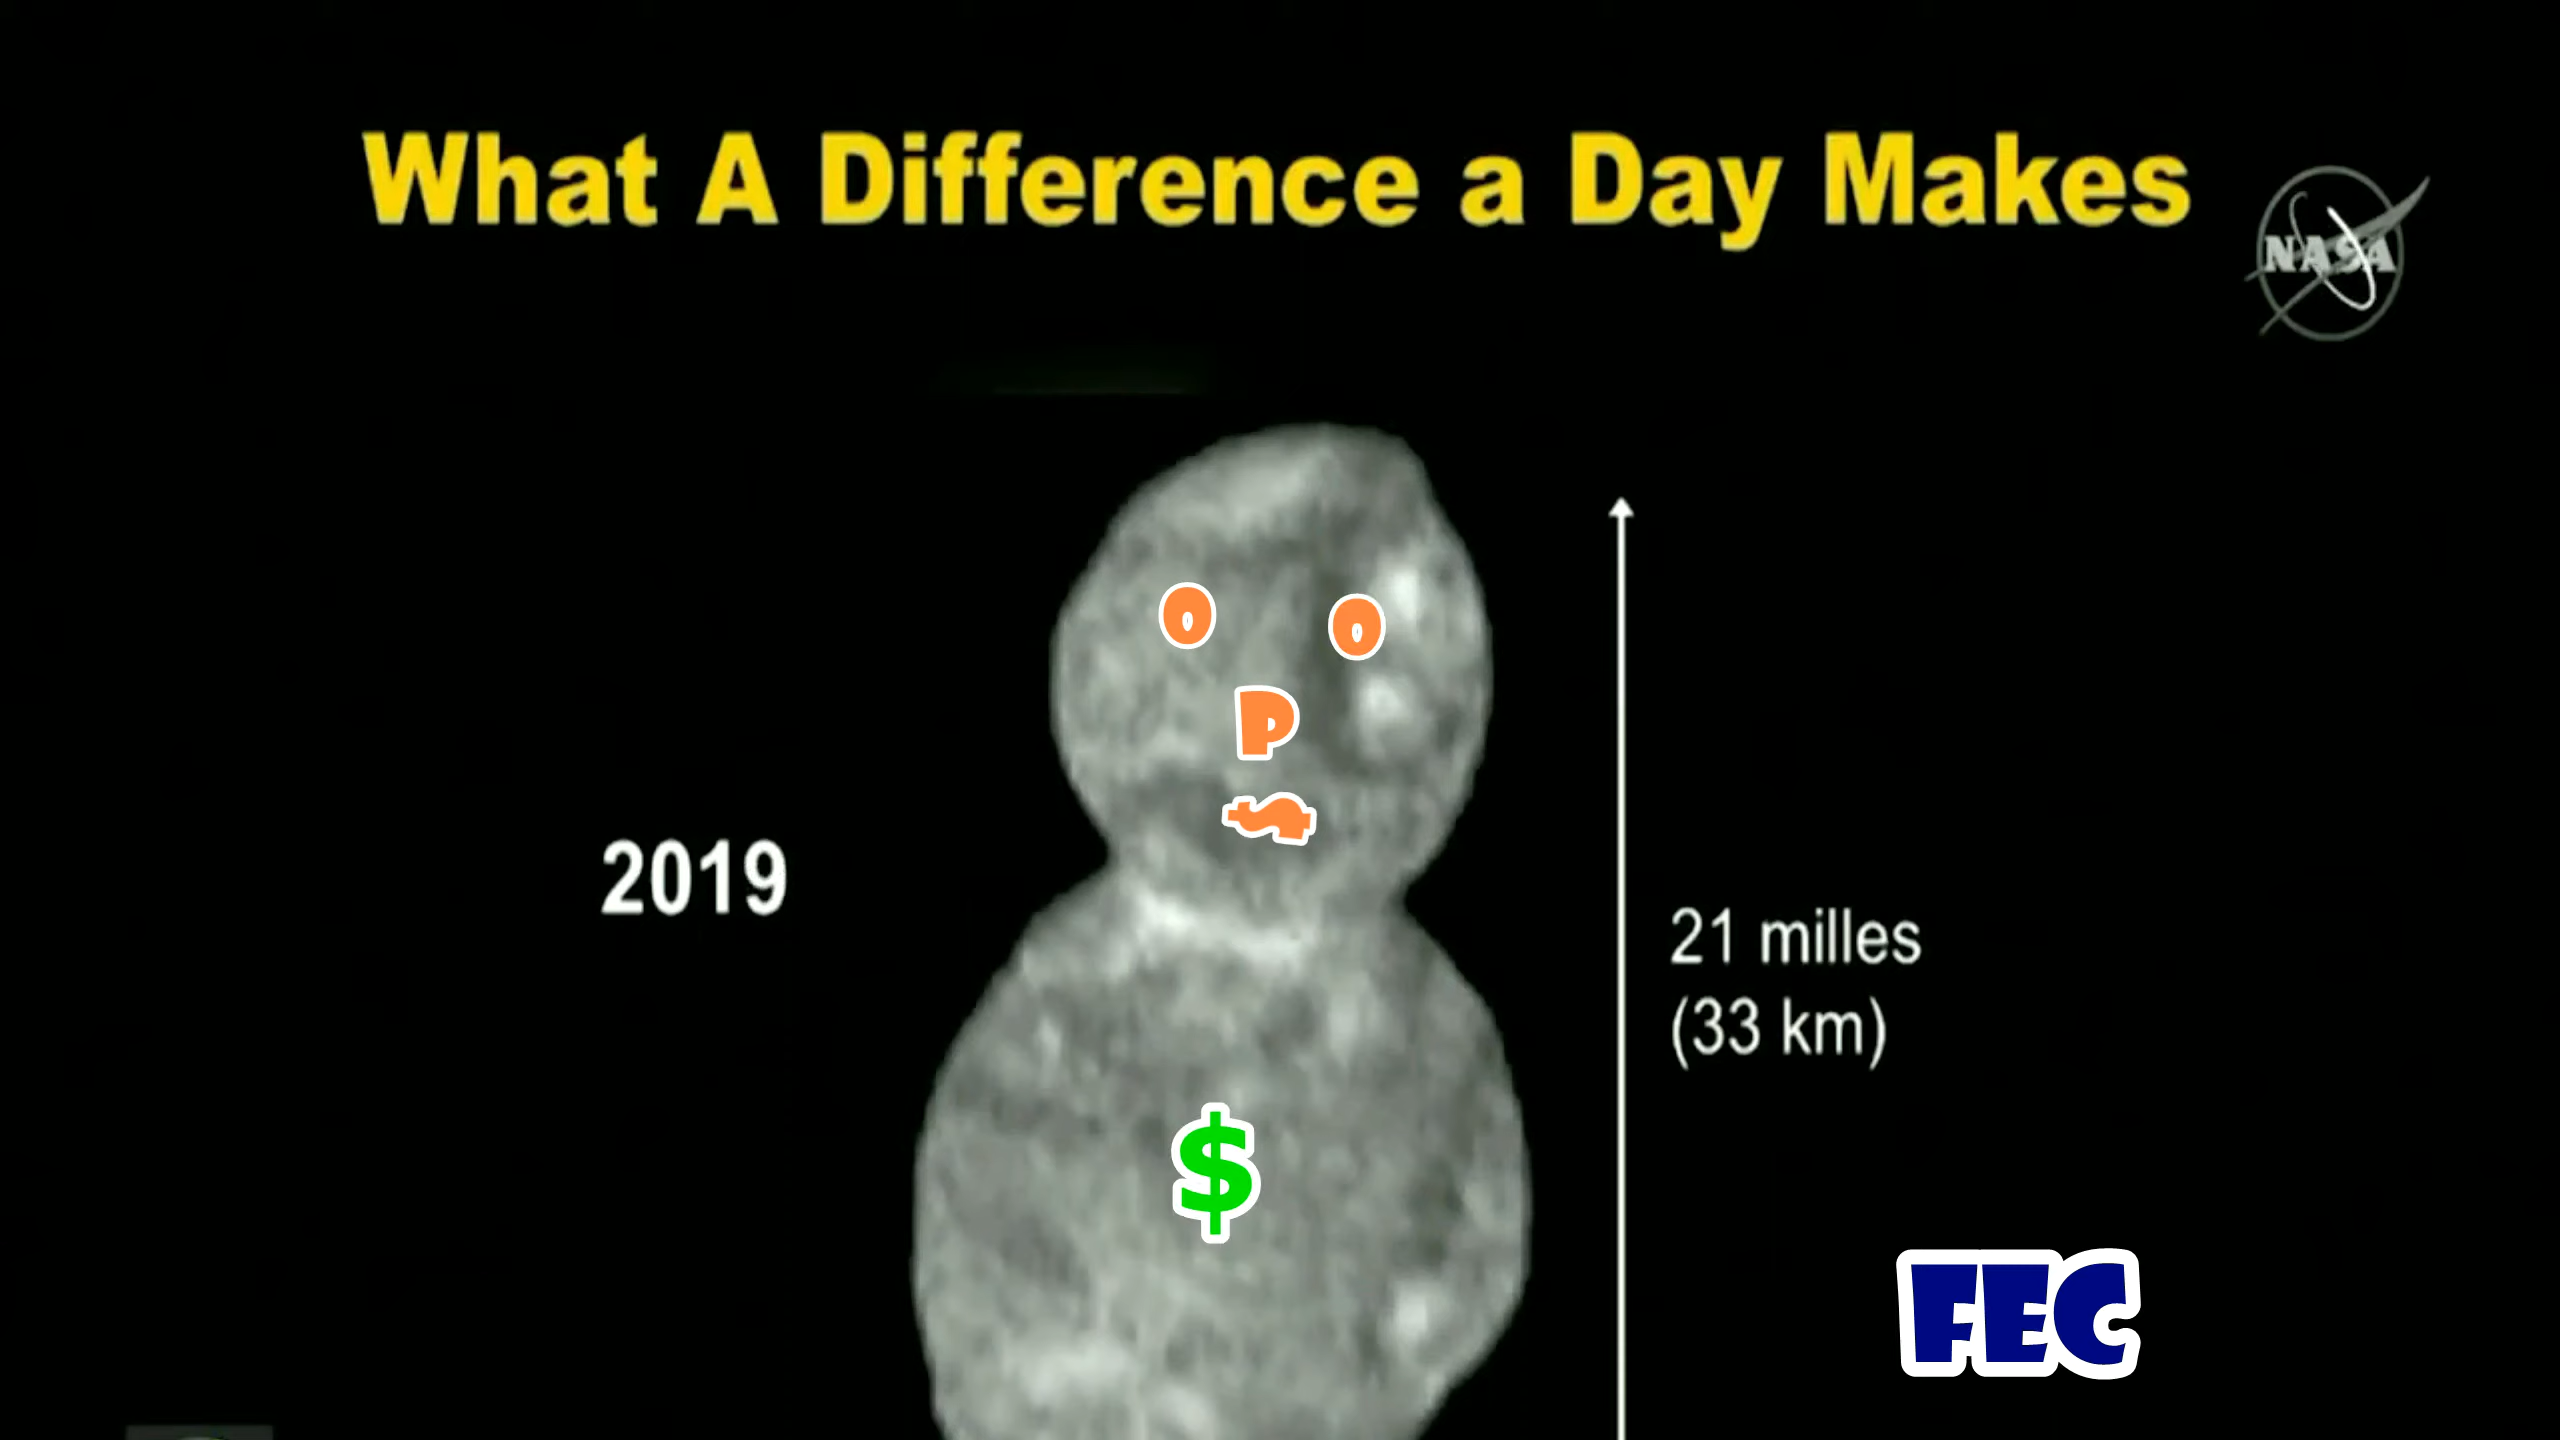 What A Difference a Day Makes
NASA
O O
P
$
2019
21 milles
(33 km)
$
FEC